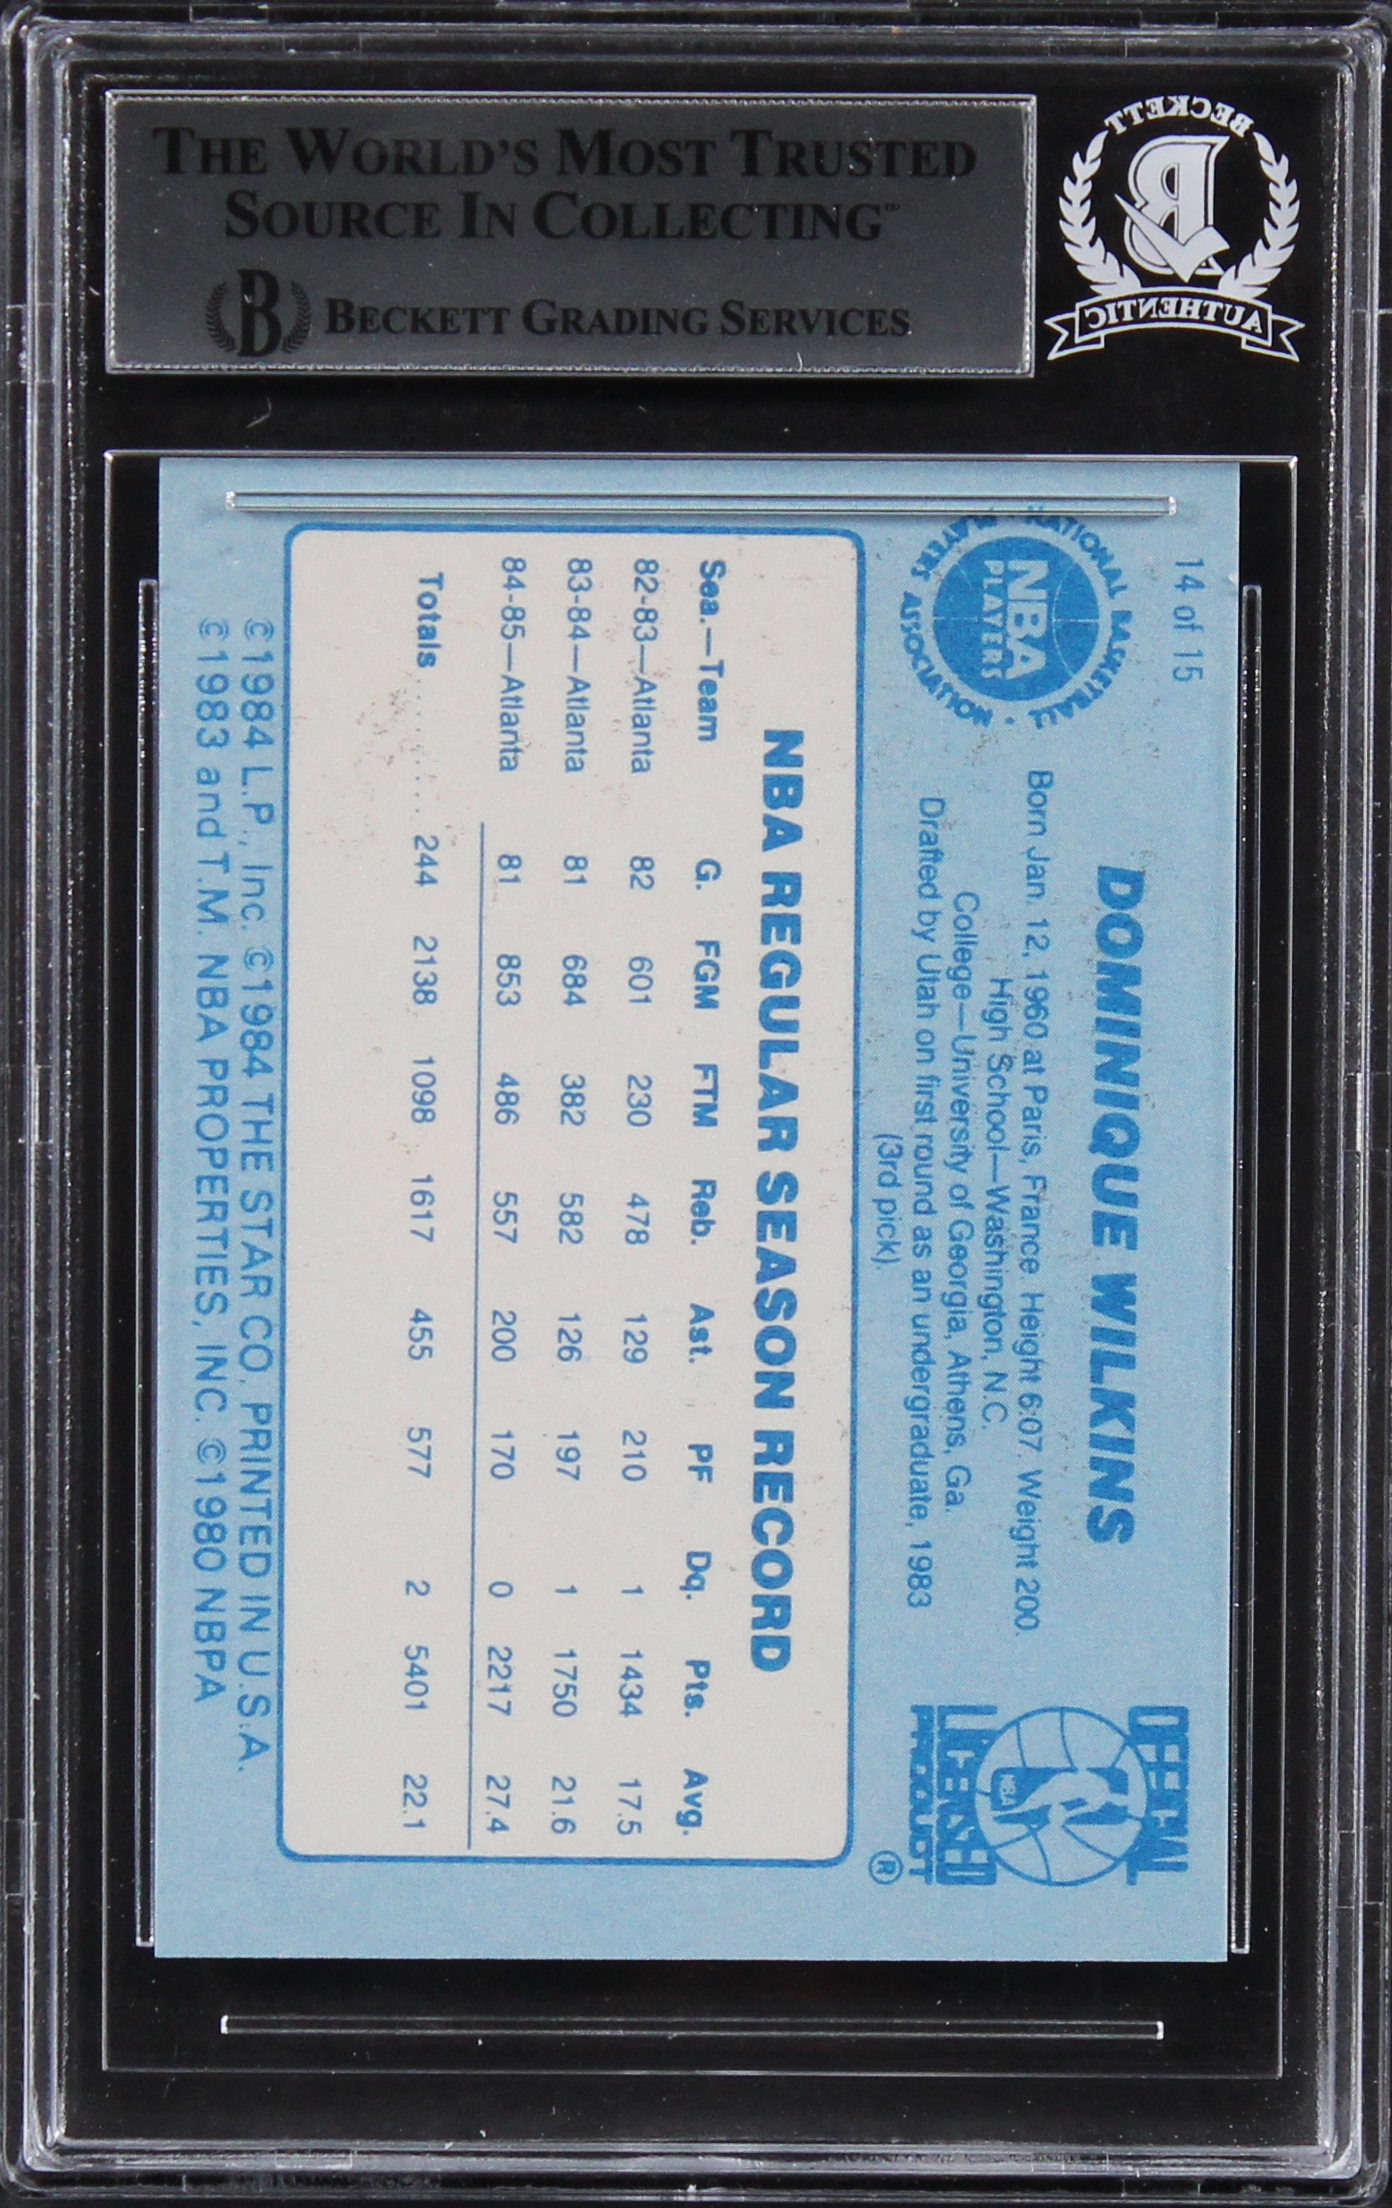 THE WORLD'S MOST TRUSTED
SOURCE IN COLLECTING™
B BECKETT GRADING SERVICES
BECKETT
B
AUTHENTIC
14 of 15
DOMINIQUE WILKINS
NATIONAL BASKETBALL
PLAYERS ASSOCIATION
NBA
PLAYERS
Born Jan. 12, 1960 at Paris, France. Height 6:07. Weight 200.
High School—Washington, N.C.
College—University of Georgia, Athens, Ga.
Drafted by Utah on first round as an undergraduate, 1983
(3rd pick).
OFFICIAL
NBA
LICENSED
PRODUCT
®
NBA REGULAR SEASON RECORD
Sea.—Team G. FGM FTM Reb. Ast. PF Dq. Pts. Avg.
82-83—Atlanta 82 601 230 478 129 210 1 1434 17.5
83-84—Atlanta 81 684 382 582 126 197 1 1750 21.6
84-85—Atlanta 81 853 486 557 200 170 0 2217 27.4
Totals.......... 244 2138 1098 1617 455 577 2 5401 22.1
©1984 L.P., Inc. ©1984 THE STAR CO. PRINTED IN U.S.A.
©1983 and T.M. NBA PROPERTIES, INC. ©1980 NBPA